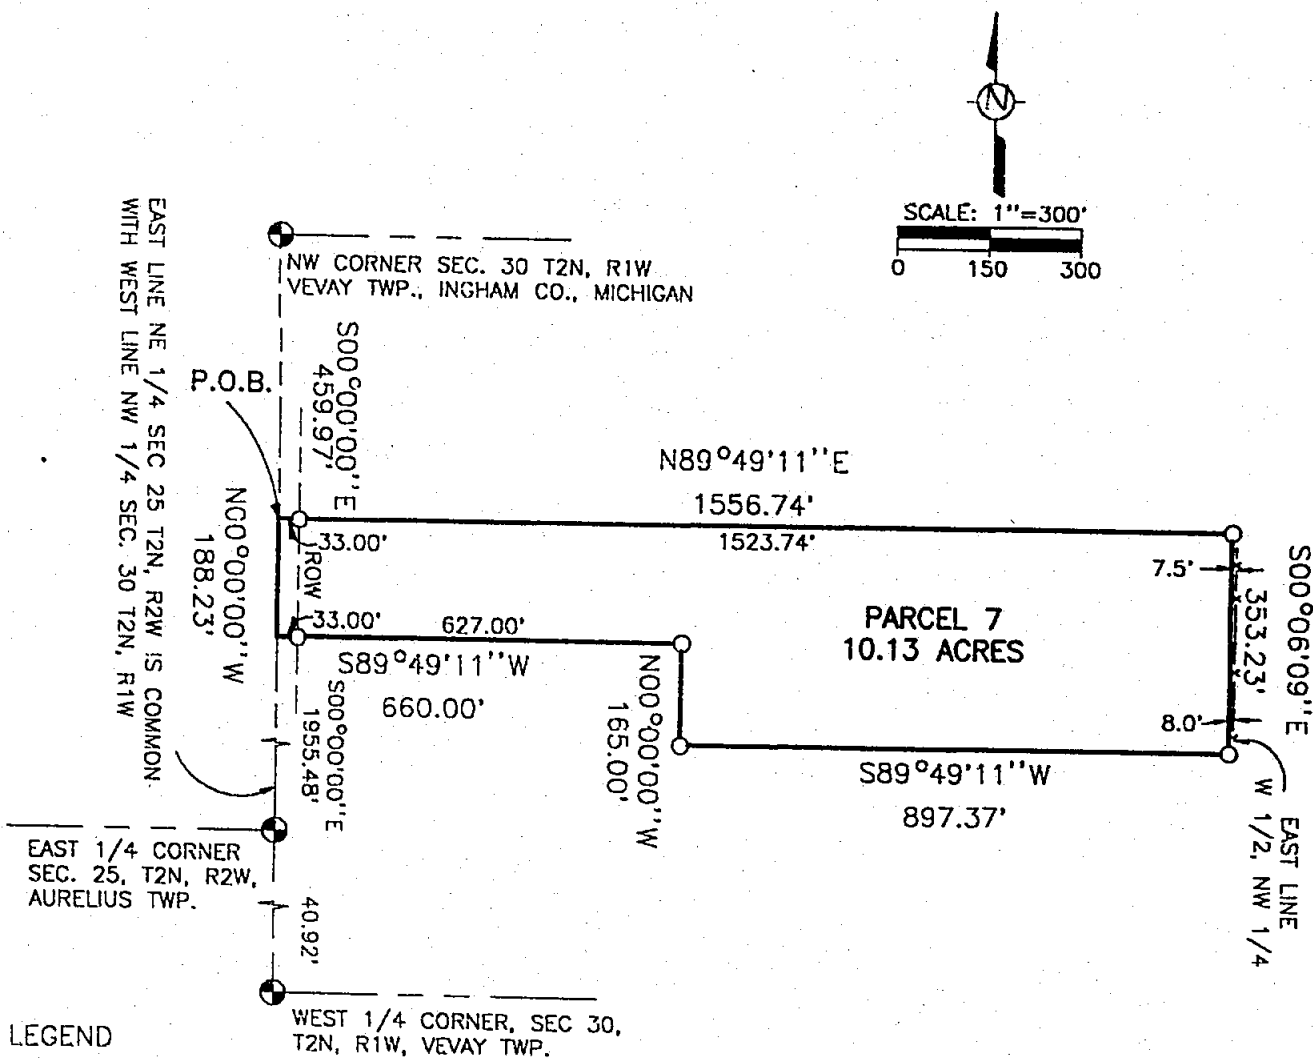 N
SCALE: 1"=300'
0 150 300
NW CORNER SEC. 30 T2N, R1W
VEVAY TWP., INGHAM CO., MICHIGAN
EAST LINE NE 1/4 SEC 25 T2N, R2W IS COMMON
WITH WEST LINE NW 1/4 SEC. 30 T2N, R1W
P.O.B.
S00°00'00"E
459.97'
N89°49'11"E
1556.74'
1523.74'
33.00'
ROW
N00°00'00"W
188.23'
33.00'
627.00'
S89°49'11"W
660.00'
PARCEL 7
10.13 ACRES
7.5'
S00°06'09"E
353.23'
8.0'
N00°00'00"W
165.00'
S89°49'11"W
897.37'
S00°00'00"E
1955.48'
EAST LINE
W 1/2, NW 1/4
EAST 1/4 CORNER
SEC. 25, T2N, R2W,
AURELIUS TWP.
40.92'
WEST 1/4 CORNER, SEC 30,
T2N, R1W, VEVAY TWP.
LEGEND